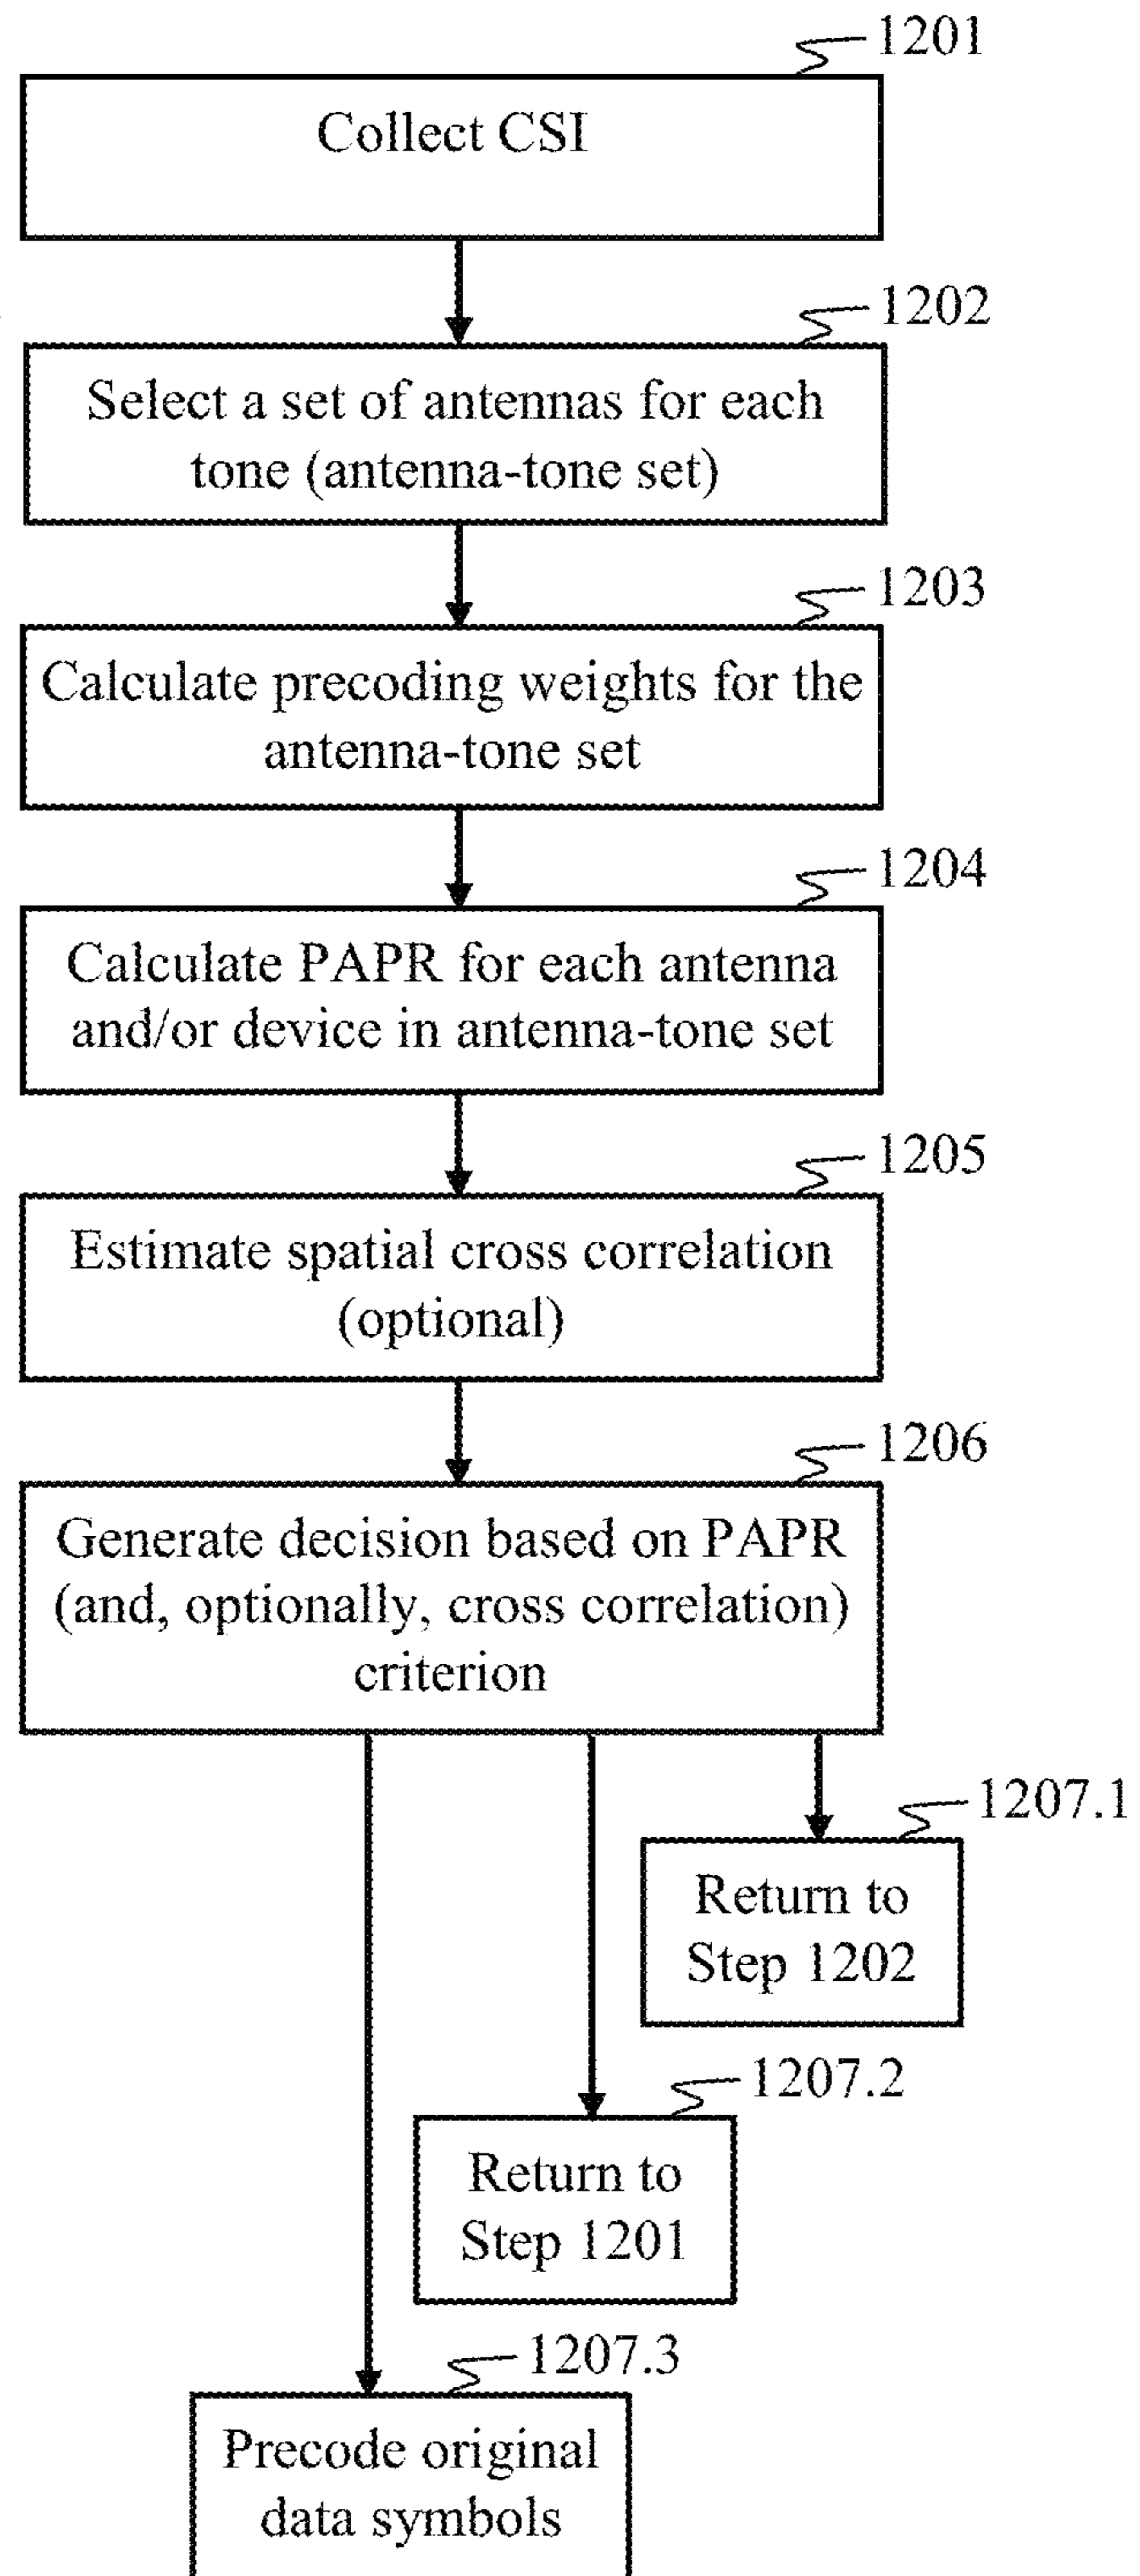 1201
Collect CSI
1202
Select a set of antennas for each
tone (antenna-tone set)
1203
Calculate precoding weights for the
antenna-tone set
1204
Calculate PAPR for each antenna
and/or device in antenna-tone set
1205
Estimate spatial cross correlation
(optional)
1206
Generate decision based on PAPR
(and, optionally, cross correlation)
criterion
1207.1
Return to
Step 1202
1207.2
Return to
Step 1201
1207.3
Precode original
data symbols